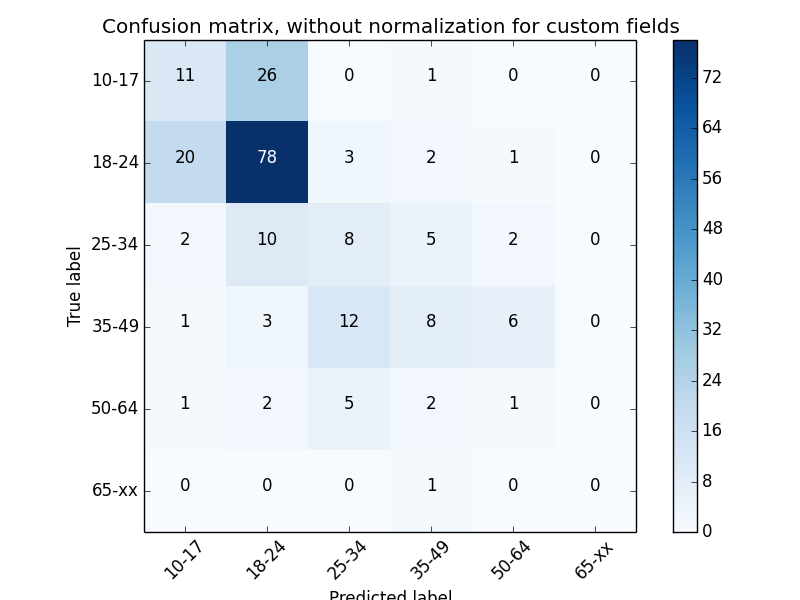 Confusion matrix, without normalization for custom fields
10-17 11 26 0 1 0 0
18-24 20 78 3 2 1 0
25-34 2 10 8 5 2 0
35-49 1 3 12 8 6 0
50-64 1 2 5 2 1 0
65-xx 0 0 0 1 0 0
True label
10-17 18-24 25-34 35-49 50-64 65-xx
Predicted label
72
64
56
48
40
32
24
16
8
0